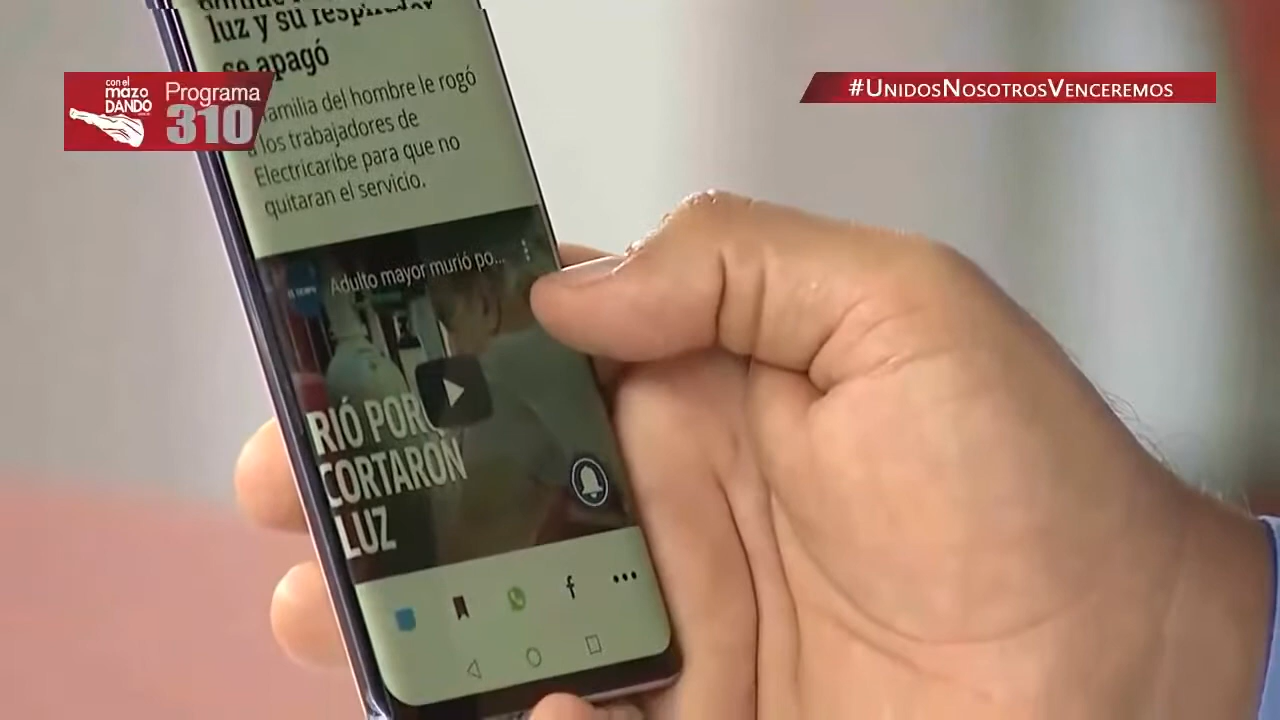 luz y su respirador
se apagó
familia del hombre le rogó
a los trabajadores de
Electricaribe para que no
quitaran el servicio.
con el
mazo
DANDO
Programa
310
#UnidosNosotrosVenceremos
Adulto mayor murió po...
RIÓ PORQ
CORTARON
LUZ
f